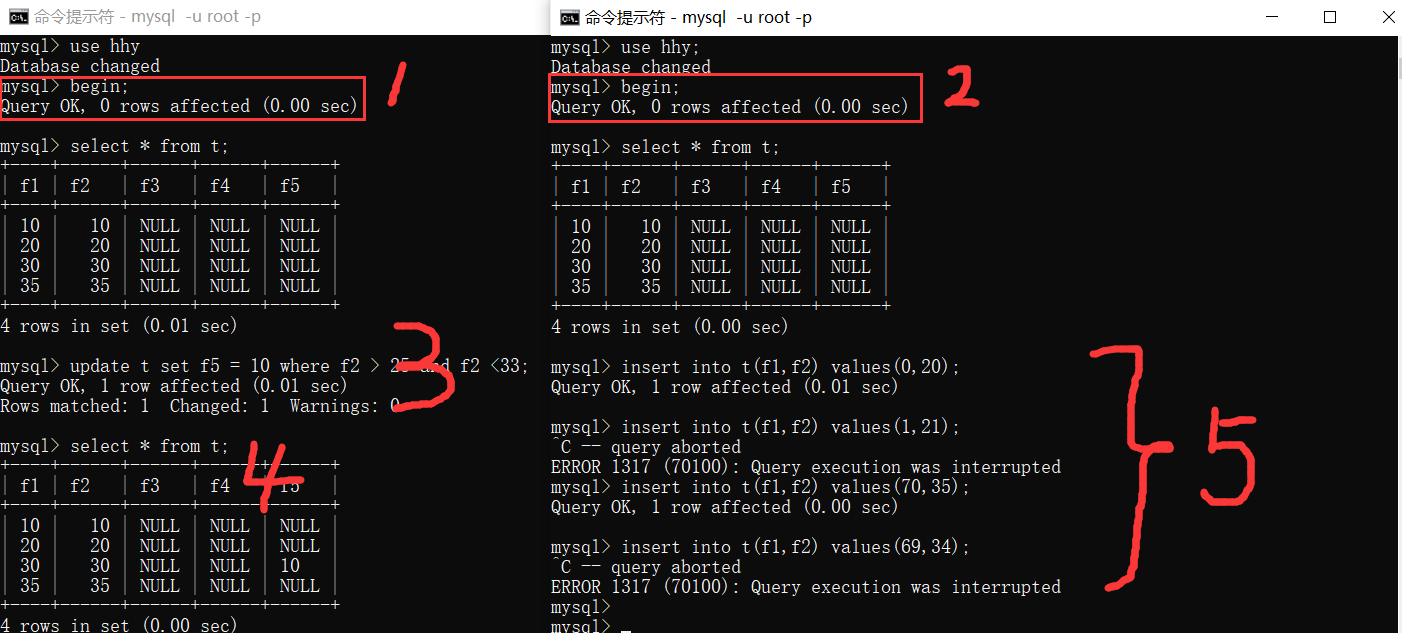 命令提示符 - mysql  -u root -p
mysql> use hhy
Database changed
mysql> begin;
Query OK, 0 rows affected (0.00 sec)
1
mysql> select * from t;
+----+------+------+------+------+
| f1 | f2   | f3   | f4   | f5   |
+----+------+------+------+------+
| 10 |   10 | NULL | NULL | NULL |
| 20 |   20 | NULL | NULL | NULL |
| 30 |   30 | NULL | NULL | NULL |
| 35 |   35 | NULL | NULL | NULL |
+----+------+------+------+------+
4 rows in set (0.01 sec)
3
mysql> update t set f5 = 10 where f2 > 25 and f2 <33;
Query OK, 1 row affected (0.01 sec)
Rows matched: 1  Changed: 1  Warnings: 0
mysql> select * from t;
4
+----+------+------+------+------+
| f1 | f2   | f3   | f4   | f5   |
+----+------+------+------+------+
| 10 |   10 | NULL | NULL | NULL |
| 20 |   20 | NULL | NULL | NULL |
| 30 |   30 | NULL | NULL | 10   |
| 35 |   35 | NULL | NULL | NULL |
+----+------+------+------+------+
4 rows in set (0.00 sec)
命令提示符 - mysql  -u root -p
mysql> use hhy;
Database changed
mysql> begin;
Query OK, 0 rows affected (0.00 sec)
2
mysql> select * from t;
+----+------+------+------+------+
| f1 | f2   | f3   | f4   | f5   |
+----+------+------+------+------+
| 10 |   10 | NULL | NULL | NULL |
| 20 |   20 | NULL | NULL | NULL |
| 30 |   30 | NULL | NULL | NULL |
| 35 |   35 | NULL | NULL | NULL |
+----+------+------+------+------+
4 rows in set (0.00 sec)
mysql> insert into t(f1,f2) values(0,20);
Query OK, 1 row affected (0.01 sec)
mysql> insert into t(f1,f2) values(1,21);
^C -- query aborted
ERROR 1317 (70100): Query execution was interrupted
mysql> insert into t(f1,f2) values(70,35);
Query OK, 1 row affected (0.00 sec)
5
mysql> insert into t(f1,f2) values(69,34);
^C -- query aborted
ERROR 1317 (70100): Query execution was interrupted
mysql>
mysql>